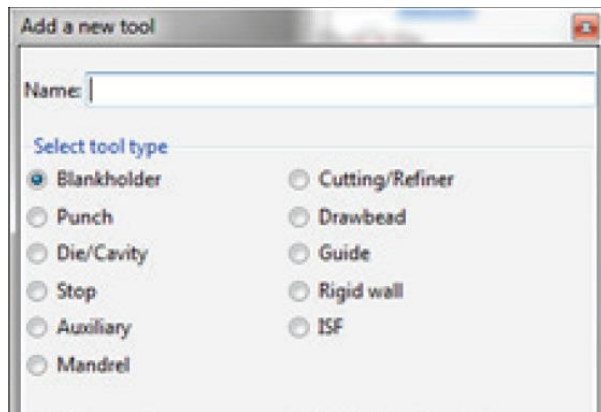 Add a new tool
Name:
Select tool type
Blankholder
Cutting/Refiner
Punch
Drawbead
Die/Cavity
Guide
Stop
Rigid wall
Auxiliary
ISF
Mandrel